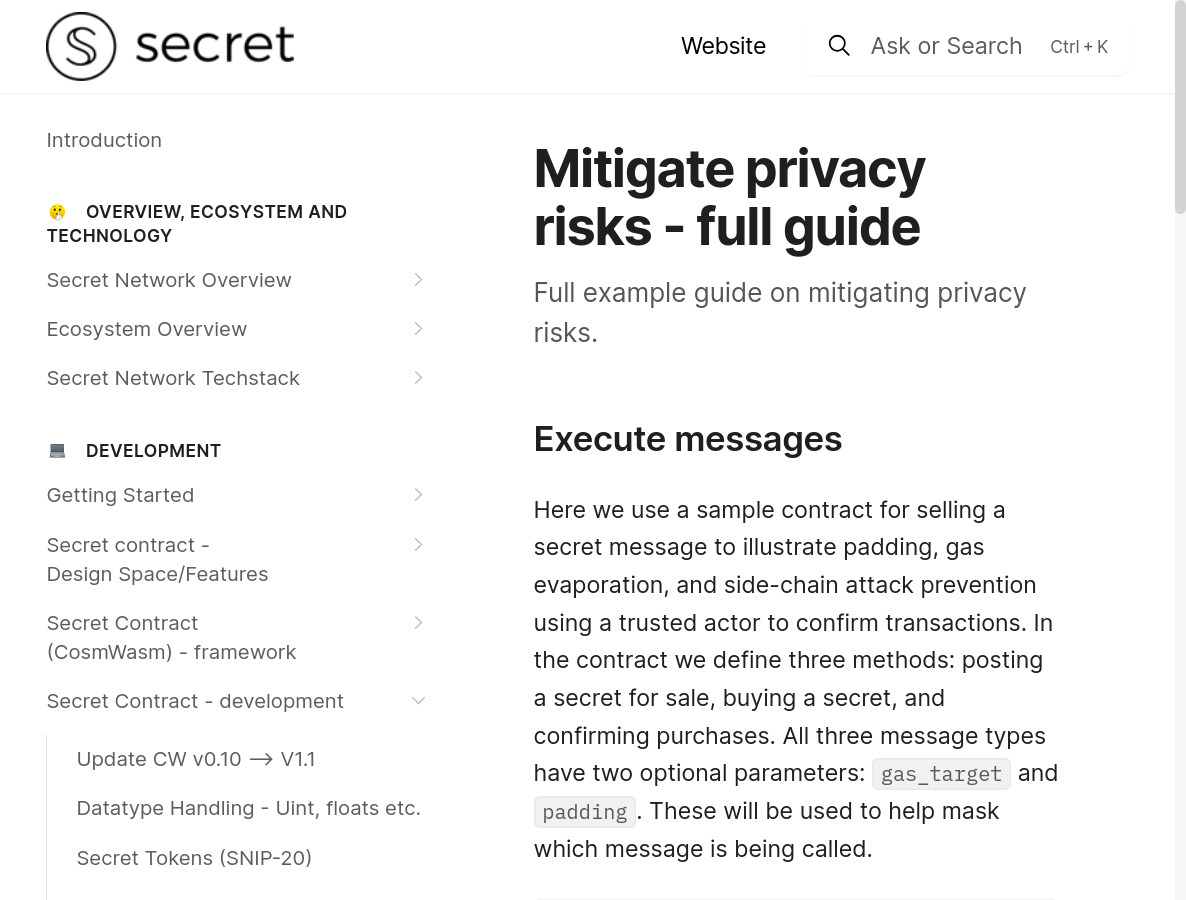 secret
Website
Ask or Search
Ctrl + K
Introduction
OVERVIEW, ECOSYSTEM AND
TECHNOLOGY
Secret Network Overview
Ecosystem Overview
Secret Network Techstack
DEVELOPMENT
Getting Started
Secret contract -
Design Space/Features
Secret Contract
(CosmWasm) - framework
Secret Contract - development
Update CW v0.10 --> V1.1
Datatype Handling - Uint, floats etc.
Secret Tokens (SNIP-20)
Mitigate privacy
risks - full guide
Full example guide on mitigating privacy
risks.
Execute messages
Here we use a sample contract for selling a
secret message to illustrate padding, gas
evaporation, and side-chain attack prevention
using a trusted actor to confirm transactions. In
the contract we define three methods: posting
a secret for sale, buying a secret, and
confirming purchases. All three message types
have two optional parameters: gas_target and
padding. These will be used to help mask
which message is being called.